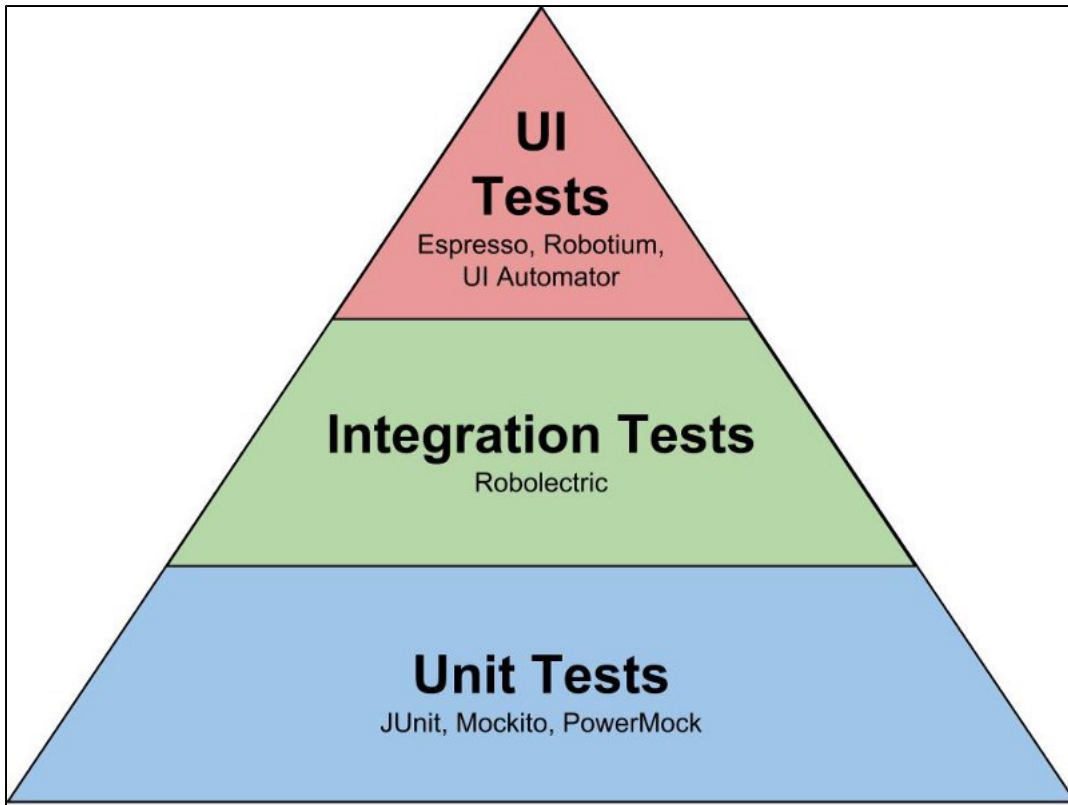 UI
Tests
Espresso, Robotium,
UI Automator
Integration Tests
Robolectric
Unit Tests
JUnit, Mockito, PowerMock